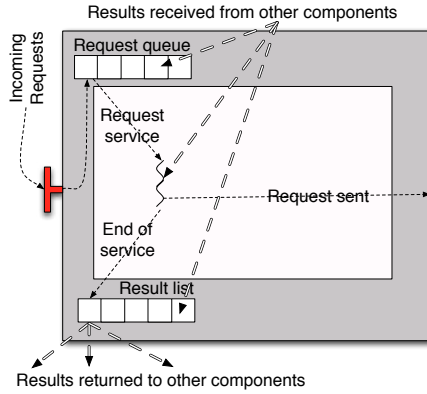 Results received from other components
Request queue
Incoming
Requests
Request
service
Request sent
End of
service
Result list
Results returned to other components